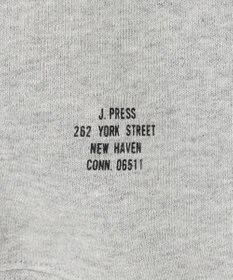 J. PRESS
262 YORK STREET
NEW HAVEN
CONN. 06511